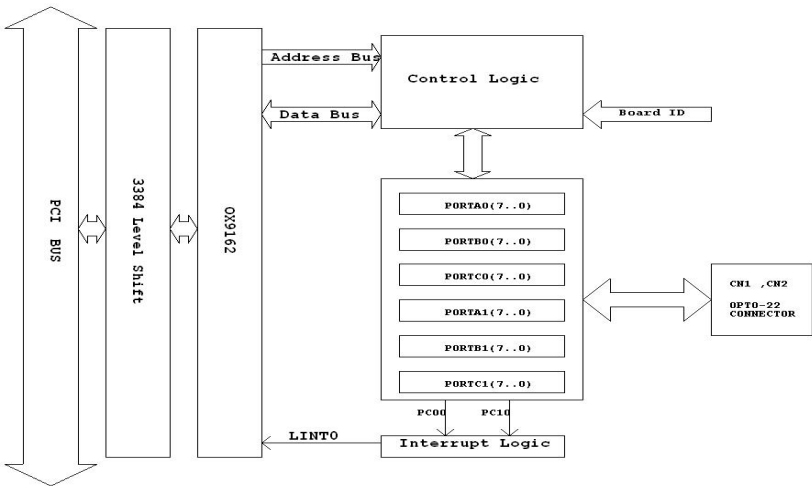 Address Bus
Control Logic
Data Bus
Board ID
PCI BUS
3384 Level Shift
OX9162
PORTA0(7..0)
PORTB0(7..0)
PORTC0(7..0)
PORTA1(7..0)
PORTB1(7..0)
PORTC1(7..0)
CN1 ,CN2
OPTO-22
CONNECTOR
PC00
PC10
LINT0
Interrupt Logic